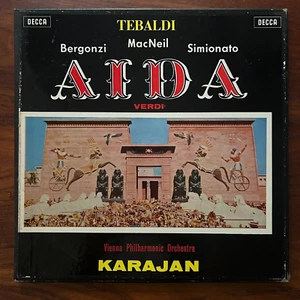 DECCA TEBALDI DECCA
Bergonzi MacNeil Simionato
AIDA
VERDI
Vienna Philharmonic Orchestra
KARAJAN